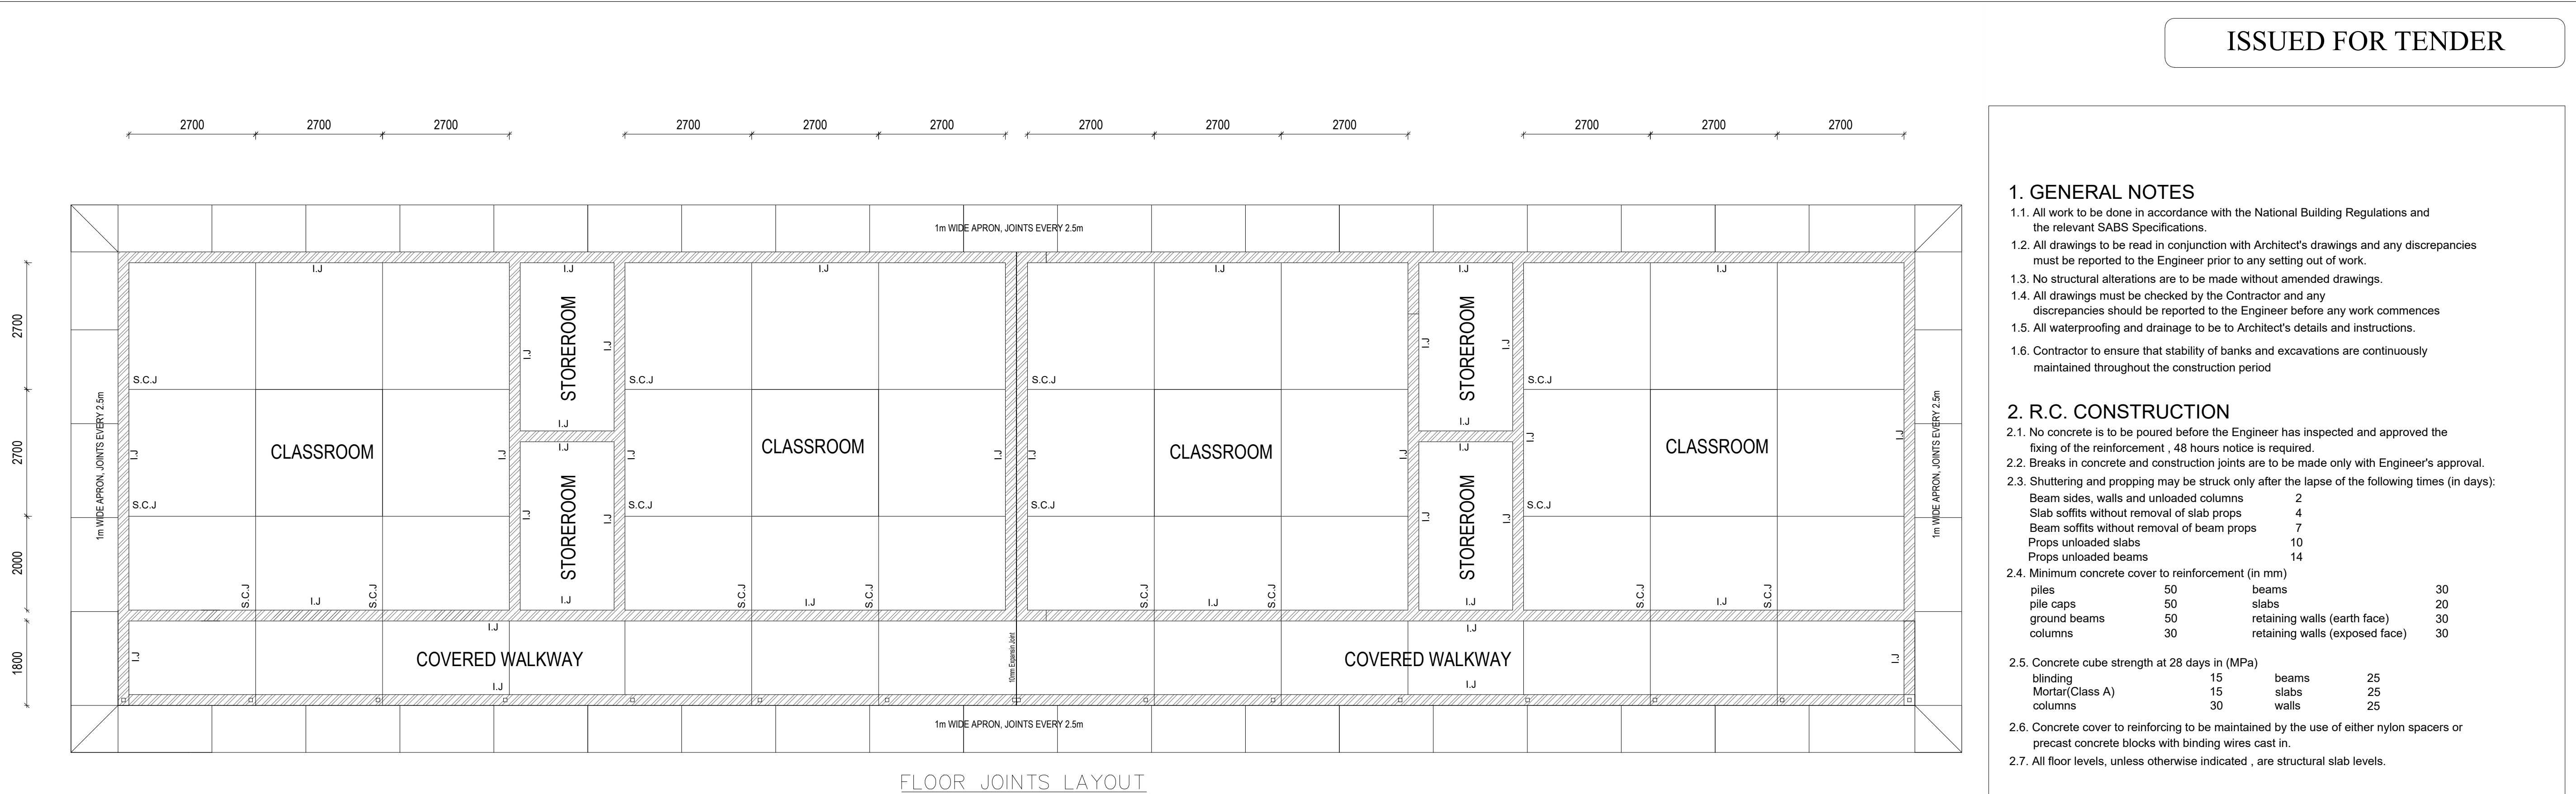 ISSUED FOR TENDER
2700 2700 2700 2700 2700 2700 2700 2700 2700 2700 2700 2700
1m WIDE APRON, JOINTS EVERY 2.5m
I.J I.J I.J I.J I.J I.J
2700
STOREROOM STOREROOM
I.J I.J I.J I.J
S.C.J S.C.J S.C.J S.C.J
1m WIDE APRON, JOINTS EVERY 2.5m
1m WIDE APRON, JOINTS EVERY 2.5m
I.J I.J
2700
I.J CLASSROOM I.J I.J I.J CLASSROOM I.J I.J CLASSROOM I.J I.J I.J CLASSROOM I.J
S.C.J S.C.J S.C.J S.C.J
STOREROOM STOREROOM
I.J I.J I.J I.J
2000
S.C.J I.J S.C.J I.J S.C.J I.J S.C.J S.C.J I.J S.C.J I.J S.C.J I.J S.C.J
I.J I.J
1800
I.J COVERED WALKWAY 10mm Expansin Joint COVERED WALKWAY I.J
I.J I.J
1m WIDE APRON, JOINTS EVERY 2.5m
FLOOR JOINTS LAYOUT
1. GENERAL NOTES
1.1. All work to be done in accordance with the National Building Regulations and
the relevant SABS Specifications.
1.2. All drawings to be read in conjunction with Architect's drawings and any discrepancies
must be reported to the Engineer prior to any setting out of work.
1.3. No structural alterations are to be made without amended drawings.
1.4. All drawings must be checked by the Contractor and any
discrepancies should be reported to the Engineer before any work commences
1.5. All waterproofing and drainage to be to Architect's details and instructions.
1.6. Contractor to ensure that stability of banks and excavations are continuously
maintained throughout the construction period
2. R.C. CONSTRUCTION
2.1. No concrete is to be poured before the Engineer has inspected and approved the
fixing of the reinforcement , 48 hours notice is required.
2.2. Breaks in concrete and construction joints are to be made only with Engineer's approval.
2.3. Shuttering and propping may be struck only after the lapse of the following times (in days):
Beam sides, walls and unloaded columns 2
Slab soffits without removal of slab props 4
Beam soffits without removal of beam props 7
Props unloaded slabs 10
Props unloaded beams 14
2.4. Minimum concrete cover to reinforcement (in mm)
piles 50 beams 30
pile caps 50 slabs 20
ground beams 50 retaining walls (earth face) 30
columns 30 retaining walls (exposed face) 30
2.5. Concrete cube strength at 28 days in (MPa)
blinding 15 beams 25
Mortar(Class A) 15 slabs 25
columns 30 walls 25
2.6. Concrete cover to reinforcing to be maintained by the use of either nylon spacers or
precast concrete blocks with binding wires cast in.
2.7. All floor levels, unless otherwise indicated , are structural slab levels.